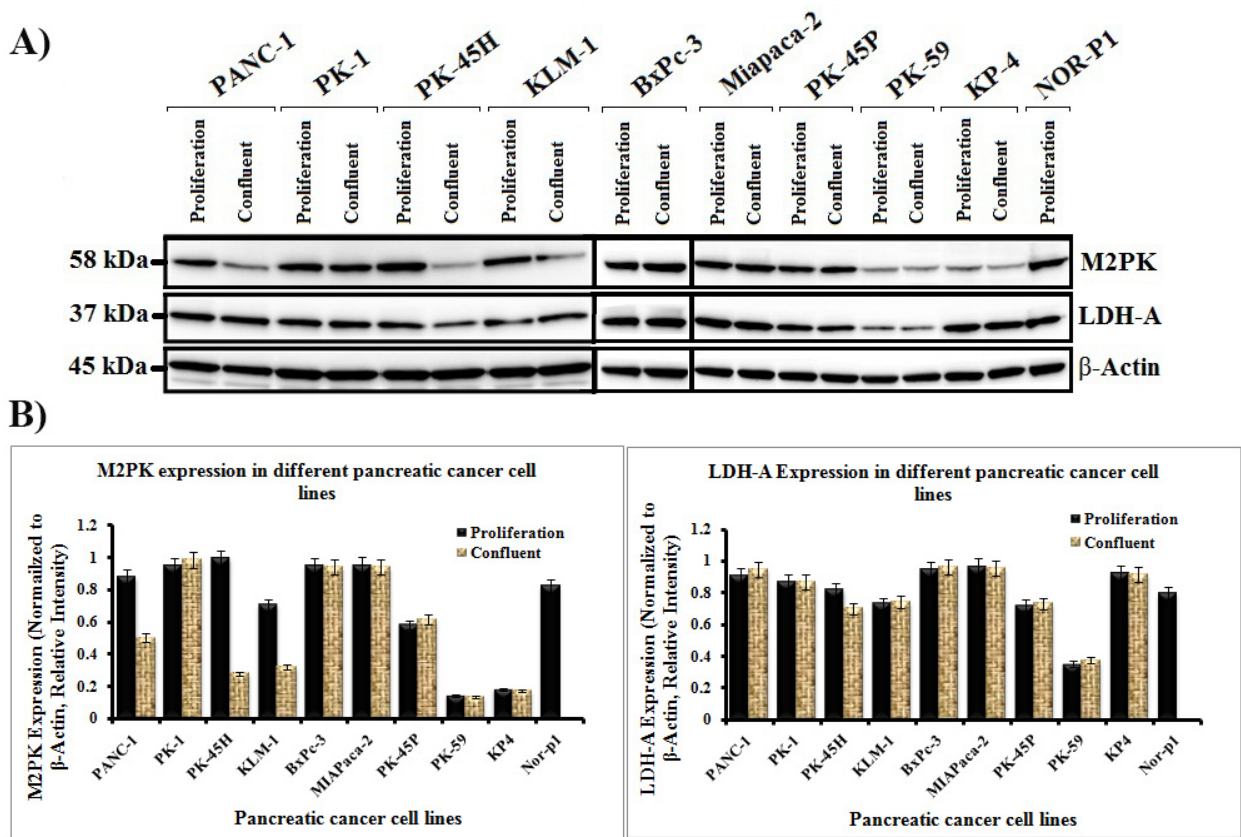 A)
PANC-1 PK-1 PK-45H KLM-1 BxPc-3 Miapaca-2 PK-45P PK-59 KP-4 NOR-P1
Proliferation Confluent Proliferation Confluent Proliferation Confluent Proliferation Confluent Proliferation Confluent Proliferation Confluent Proliferation Confluent Proliferation Confluent Proliferation Confluent Proliferation
58 kDa M2PK
37 kDa LDH-A
45 kDa β-Actin
B)
M2PK expression in different pancreatic cancer cell
lines
M2PK Expression (Normailzed to
β-Actin, Relative Intensity)
1.2
1
0.8
0.6
0.4
0.2
0
Proliferation
Confluent
PANC-1 PK-1 PK-45H KLM-1 BxPc-3 MIAPaca-2 PK-45P PK-59 KP4 Nor-p1
Pancreatic cancer cell lines
LDH-A Expression in different pancreatic cancer cell
lines
LDH-A Expression (Normalized to
β-Actin, Relative Intensity)
1.2
1
0.8
0.6
0.4
0.2
0
Proliferation
Confluent
PANC-1 PK-1 PK-45H KLM-1 BxPc-3 MIAPaca-2 PK-45P PK-59 KP4 Nor-p1
Pancreatic cancer cell lines